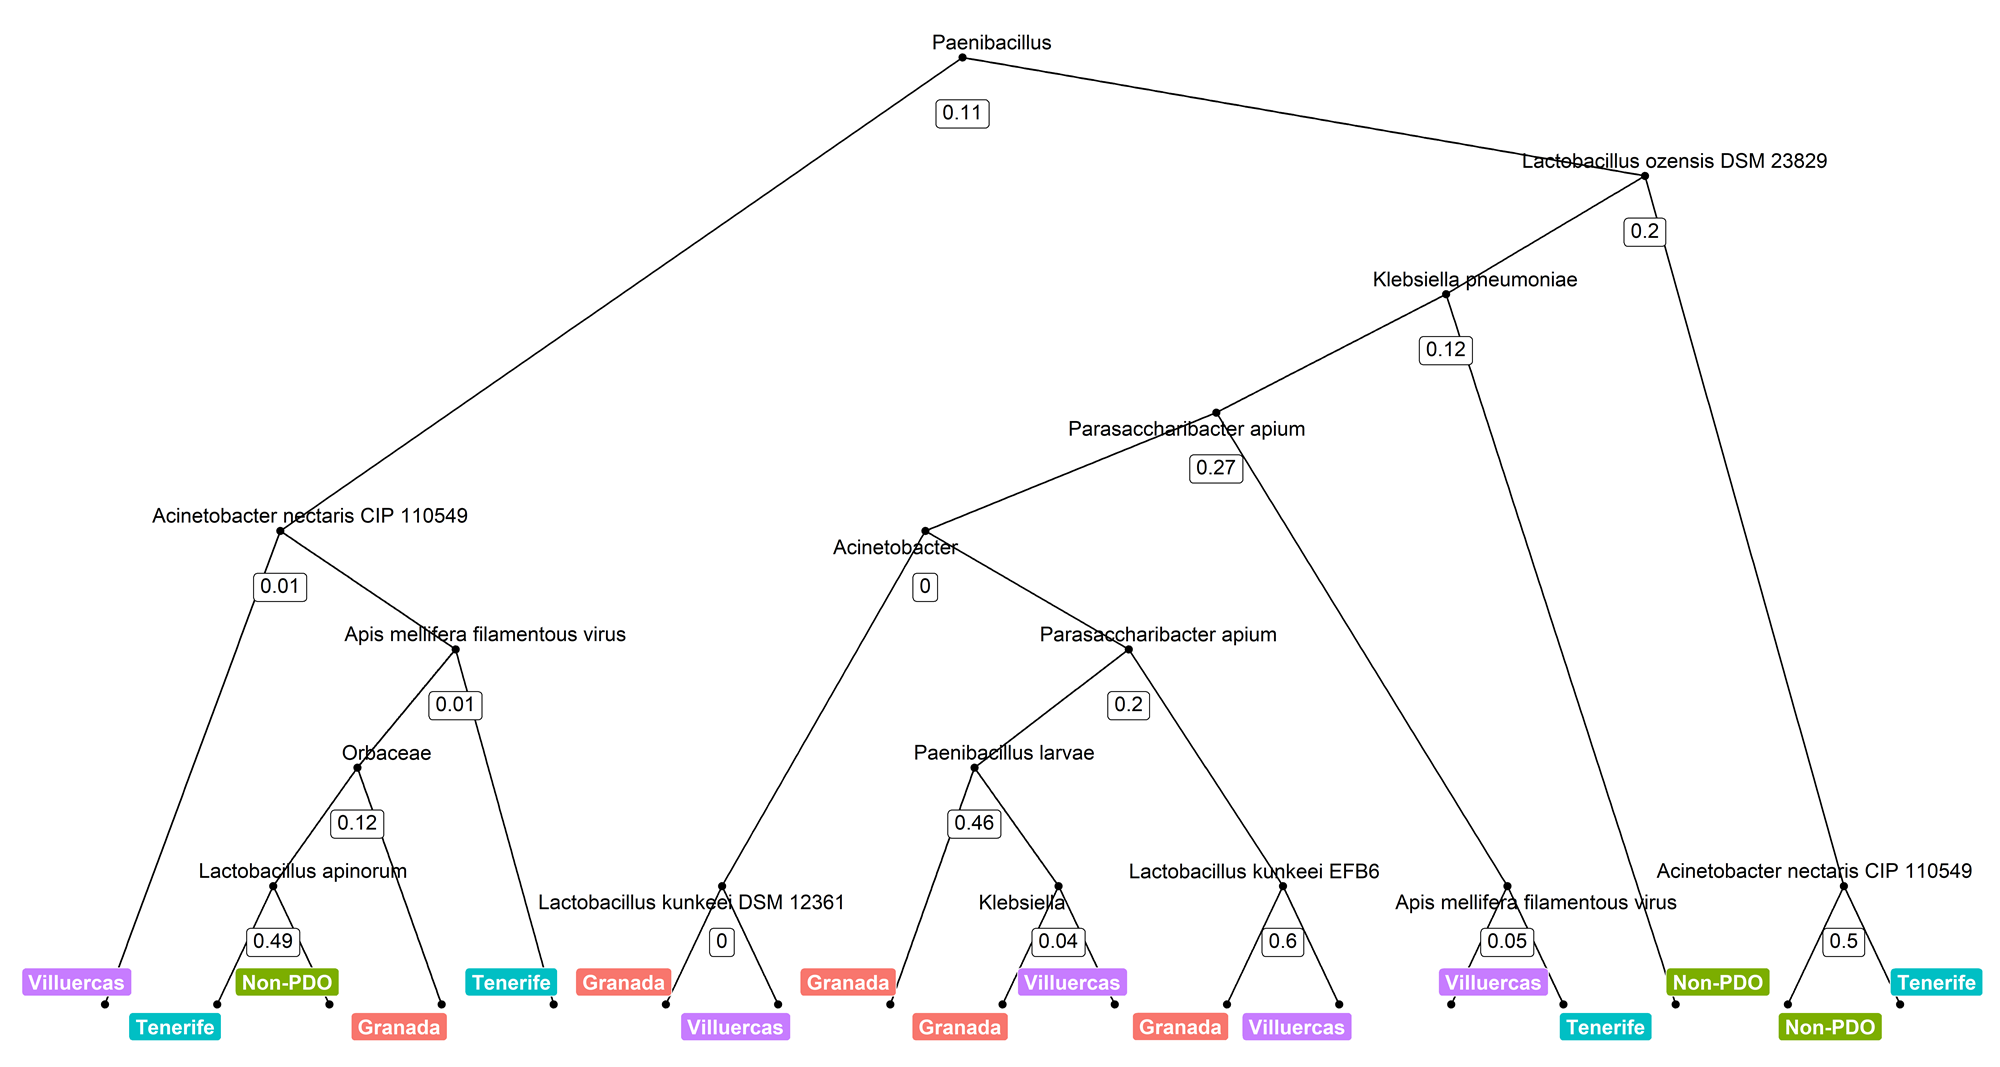 Paenibacillus
0.11
Lactobacillus ozensis DSM 23829
0.2
Klebsiella pneumoniae
0.12
Parasaccharibacter apium
0.27
Acinetobacter nectaris CIP 110549
0.01
Acinetobacter
0
Apis mellifera filamentous virus
0.01
Parasaccharibacter apium
0.2
Orbaceae
0.12
Paenibacillus larvae
0.46
Lactobacillus apinorum
0.49
Lactobacillus kunkeei DSM 12361
0
Klebsiella
0.04
Lactobacillus kunkeei EFB6
0.6
Apis mellifera filamentous virus
0.05
Acinetobacter nectaris CIP 110549
0.5
Villuercas
Tenerife
Non-PDO
Granada
Tenerife
Granada
Villuercas
Granada
Granada
Villuercas
Granada
Villuercas
Villuercas
Tenerife
Non-PDO
Non-PDO
Tenerife